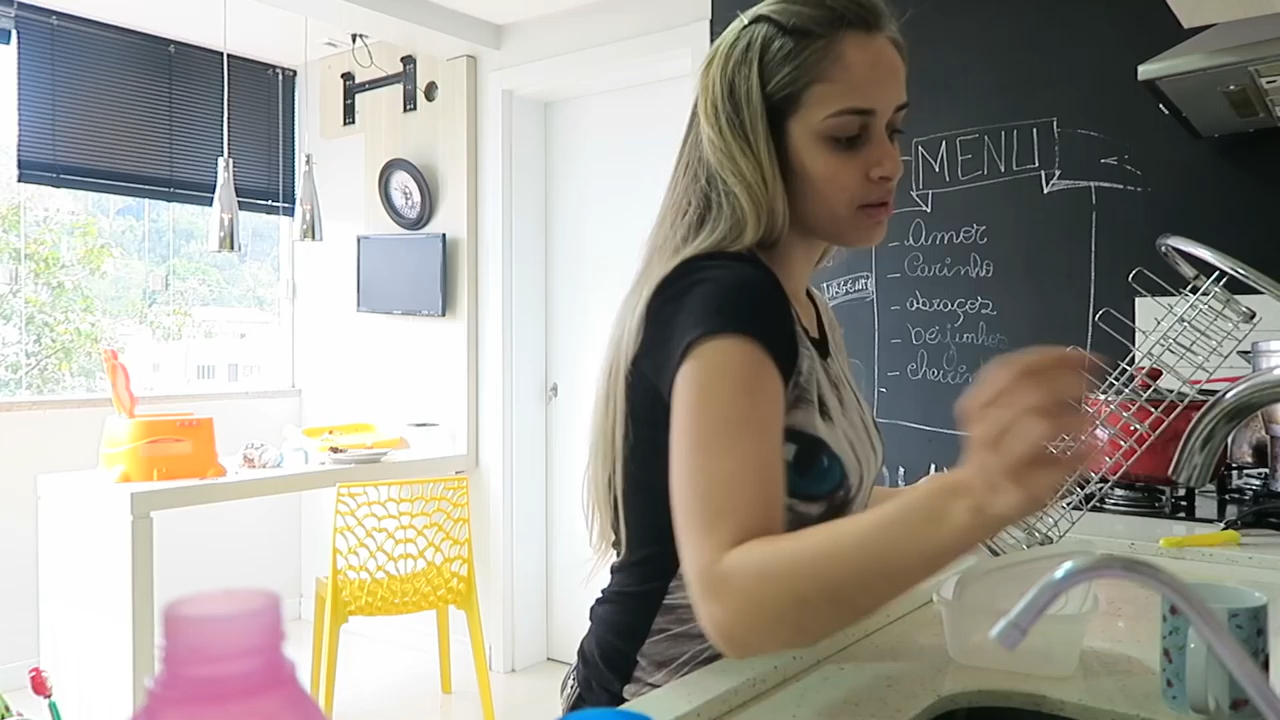 MENU
- Amor
- Carinho
URGENTE
- abraços
- beijinhos